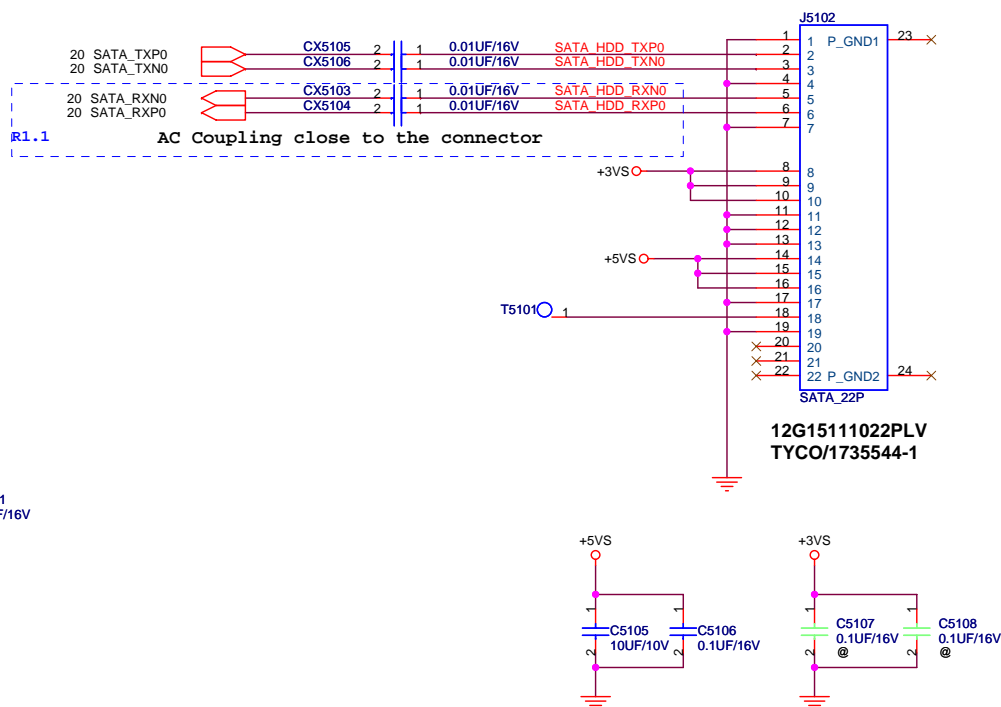 J5102
20 SATA_TXP0 CX5105 2 1 0.01UF/16V SATA_HDD_TXP0
20 SATA_TXN0 CX5106 2 1 0.01UF/16V SATA_HDD_TXN0
20 SATA_RXN0 CX5103 2 1 0.01UF/16V SATA_HDD_RXN0
20 SATA_RXP0 CX5104 2 1 0.01UF/16V SATA_HDD_RXP0
R1.1 AC Coupling close to the connector
1 1 P_GND1 23
2 2
3 3
4 4
5 5
6 6
7 7
+3VS 8 8
9 9
10 10
11 11
12 12
13 13
+5VS 14 14
15 15
16 16
17 17
T5101 1 18 18
19 19
20 20
21 21
22 22 P_GND2 24
SATA_22P
12G15111022PLV
TYCO/1735544-1
1
F/16V
+5VS
1 1
C5105 C5106
10UF/10V 0.1UF/16V
2 2
+3VS
1 1
C5107 C5108
0.1UF/16V 0.1UF/16V
@ @
2 2